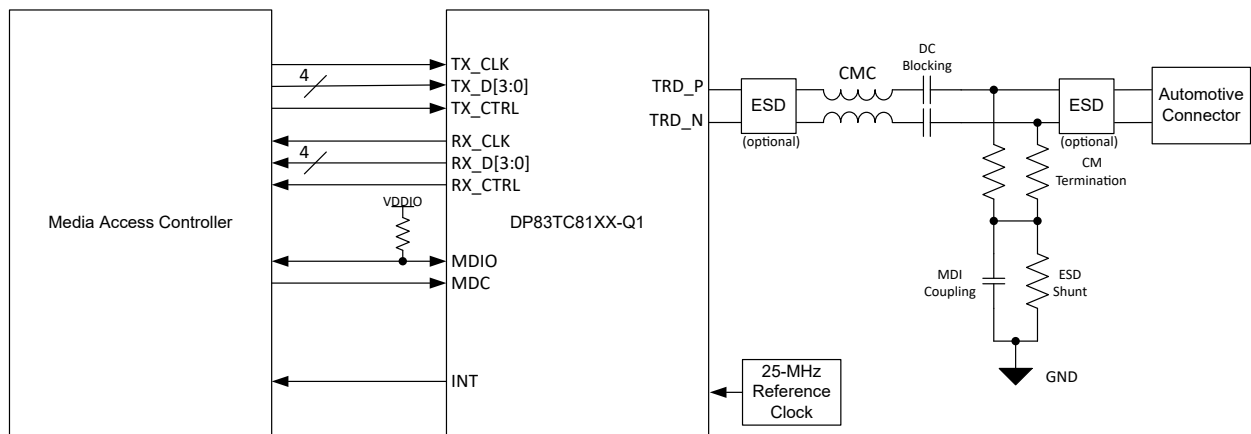 Media Access Controller
4
4
TX_CLK
TX_D[3:0]
TX_CTRL
RX_CLK
RX_D[3:0]
RX_CTRL
VDDIO
MDIO
MDC
INT
DP83TC81XX-Q1
TRD_P
TRD_N
ESD
(optional)
CMC
DC
Blocking
ESD
(optional)
Automotive
Connector
CM
Termination
MDI
Coupling
ESD
Shunt
GND
25-MHz
Reference
Clock